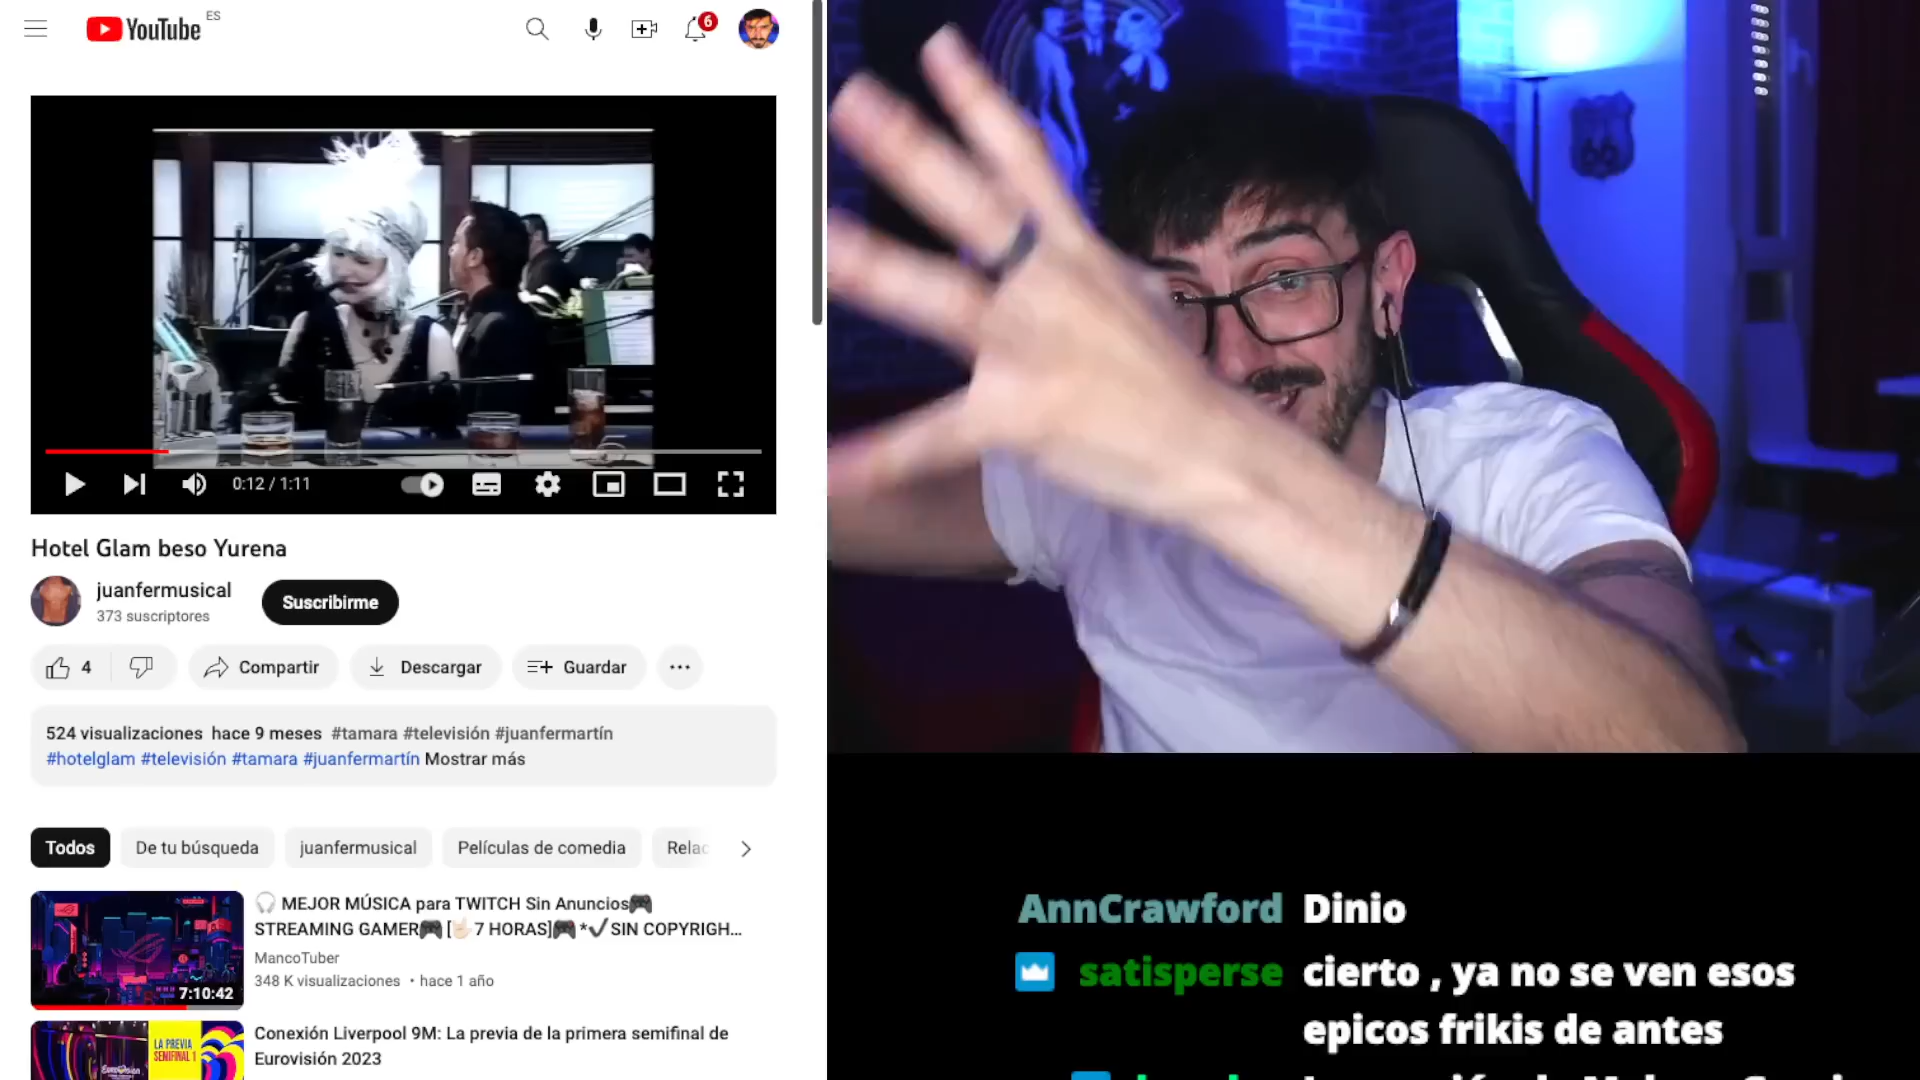 YouTube ES
6
0:12 / 1:11
Hotel Glam beso Yurena
juanfermusical
373 suscriptores
Suscribirme
4
Compartir
Descargar
Guardar
524 visualizaciones hace 9 meses #tamara #televisión #juanfermartín
#hotelglam #televisión #tamara #juanfermartín Mostrar más
Todos
De tu búsqueda
juanfermusical
Películas de comedia
MEJOR MÚSICA para TWITCH Sin Anuncios
STREAMING GAMER [ 7 HORAS] *✔SIN COPYRIGH...
MancoTuber
348 K visualizaciones • hace 1 año
7:10:42
LA PREVIA
SEMIFINAL 1
Conexión Liverpool 9M: La previa de la primera semifinal de
Eurovisión 2023
AnnCrawford Dinio
satisperse cierto , ya no se ven esos
epicos frikis de antes